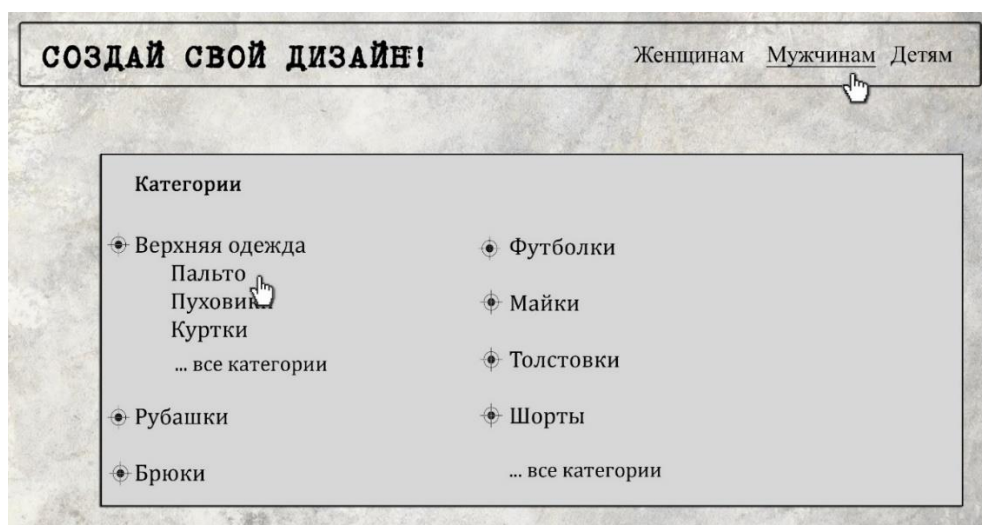 СОЗДАЙ СВОЙ ДИЗАЙН!
Женщинам Мужчинам Детям
Категории
Верхняя одежда
Пальто
Пуховики
Куртки
... все категории
Рубашки
Брюки
Футболки
Майки
Толстовки
Шорты
... все категории